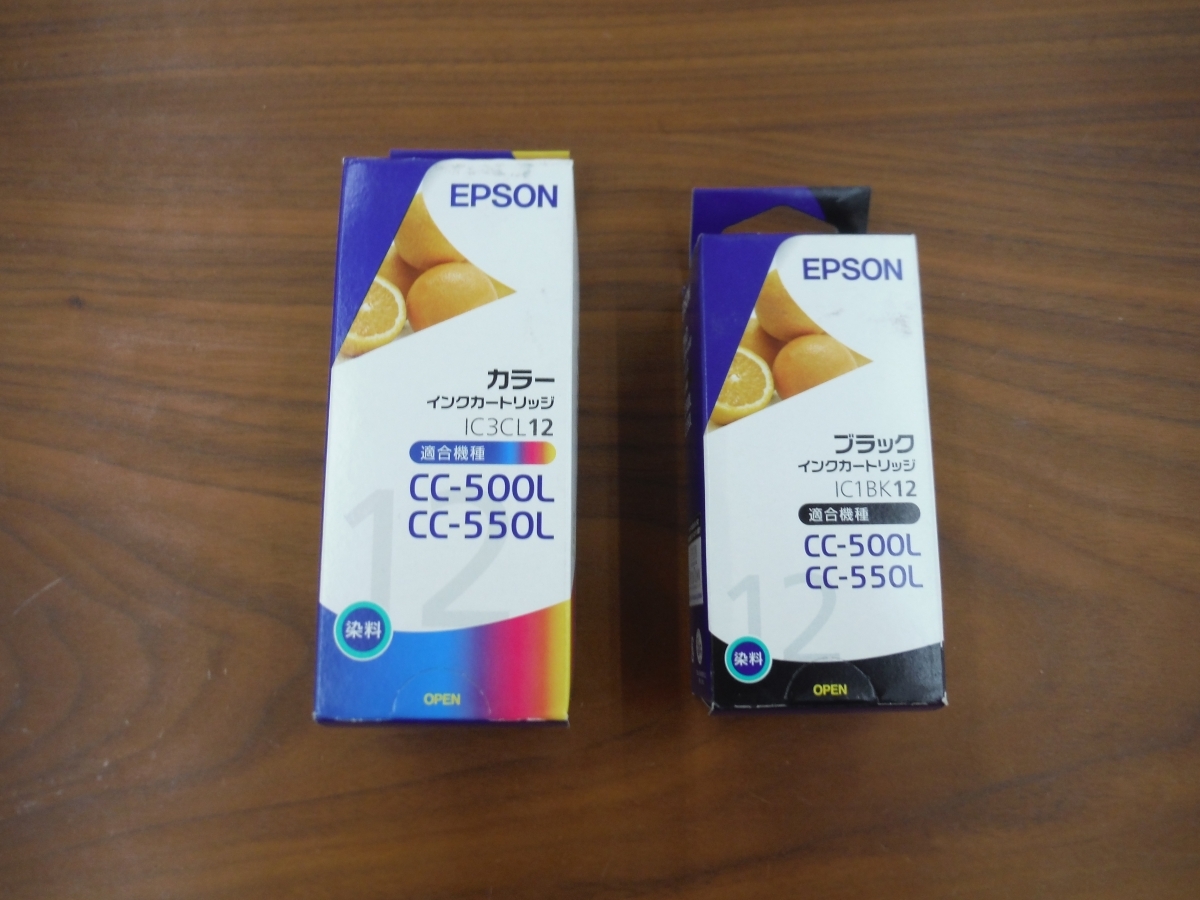 EPSON
カラー
インクカートリッジ
IC3CL12
適合機種
CC-500L
CC-550L
12
染料
OPEN
EPSON
ブラック
インクカートリッジ
IC1BK12
適合機種
CC-500L
CC-550L
12
染料
OPEN